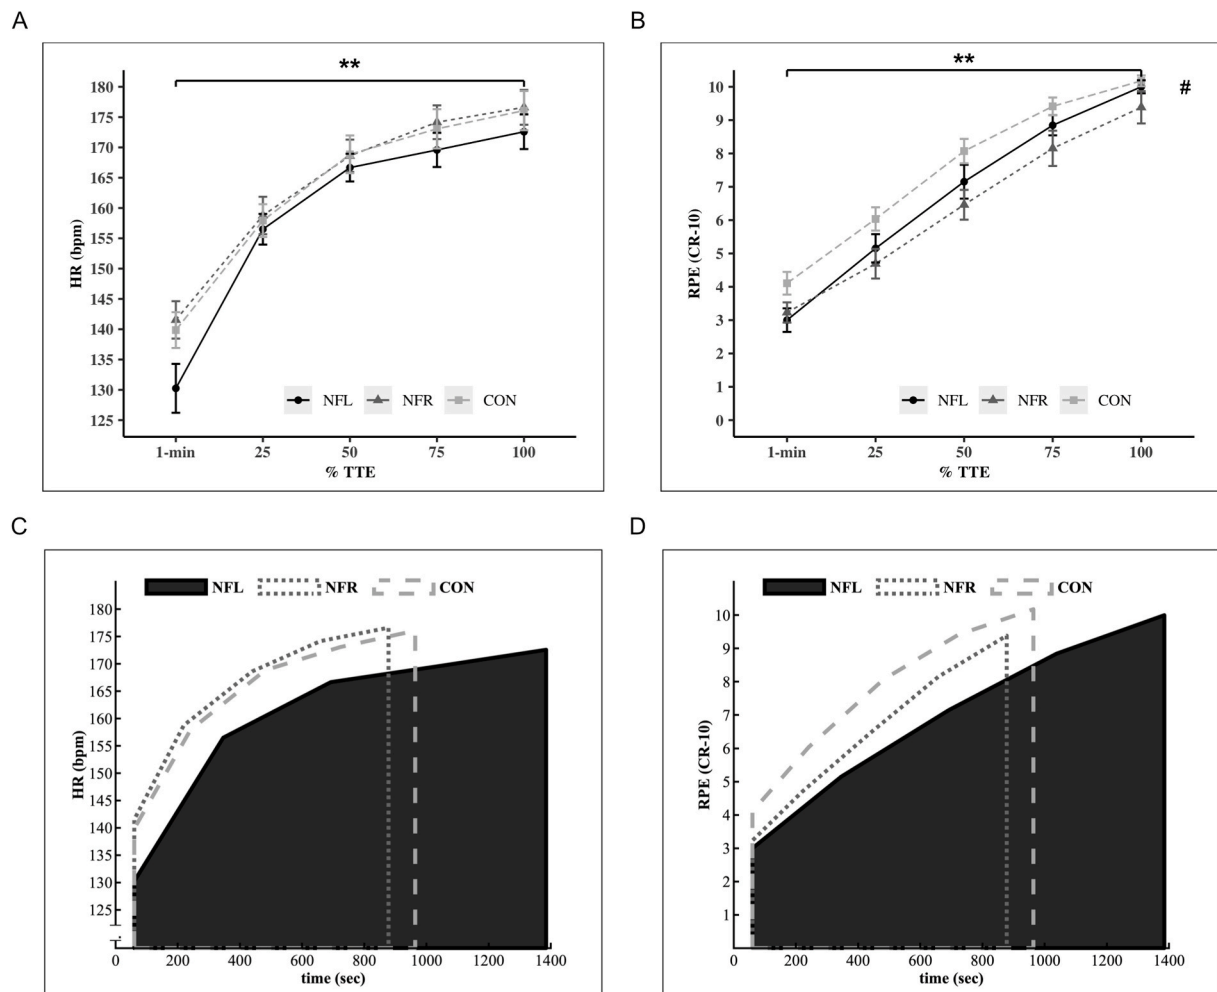 A
**
180
175
170
165
160
155
150
145
140
135
130
125
HR (bpm)
NFL NFR CON
1-min 25 50 75 100
% TTE
B
**
#
10
9
8
7
6
5
4
3
2
1
0
RPE (CR-10)
NFL NFR CON
1-min 25 50 75 100
% TTE
C
NFL NFR CON
180
175
170
165
160
155
150
145
140
135
130
125
HR (bpm)
0 200 400 600 800 1000 1200 1400
time (sec)
D
NFL NFR CON
10
9
8
7
6
5
4
3
2
1
RPE (CR-10)
0 200 400 600 800 1000 1200 1400
time (sec)